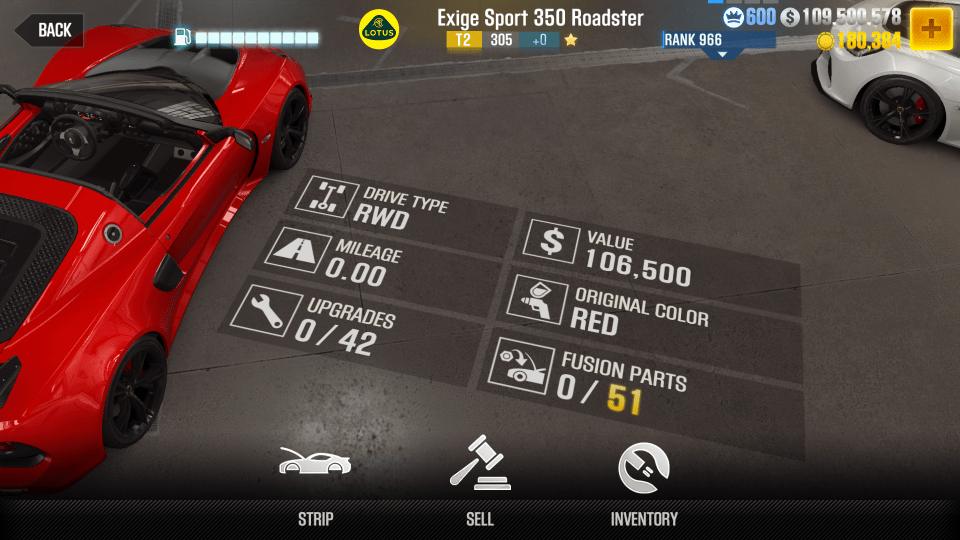 BACK
LOTUS
Exige Sport 350 Roadster
T2 305 +0
600 $ 109,500,578
180,384
RANK 966
DRIVE TYPE
RWD
MILEAGE
0.00
UPGRADES
0 / 42
$ VALUE
106,500
ORIGINAL COLOR
RED
FUSION PARTS
0 / 51
STRIP
SELL
INVENTORY